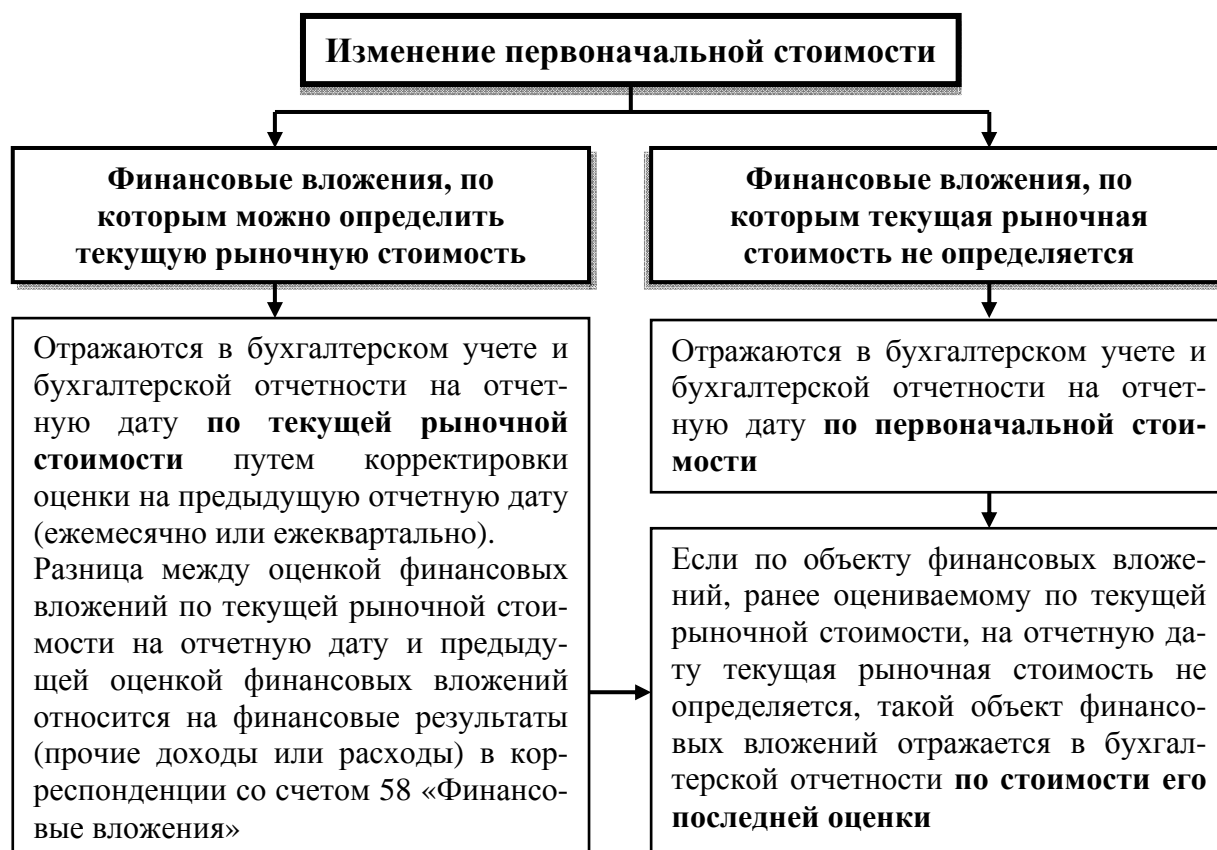 Изменение первоначальной стоимости
Финансовые вложения, по
которым можно определить
текущую рыночную стоимость
Финансовые вложения, по
которым текущая рыночная
стоимость не определяется
Отражаются в бухгалтерском учете и
бухгалтерской отчетности на отчет-
ную дату по текущей рыночной
стоимости путем корректировки
оценки на предыдущую отчетную дату
(ежемесячно или ежеквартально).
Разница между оценкой финансовых
вложений по текущей рыночной стои-
мости на отчетную дату и предыду-
щей оценкой финансовых вложений
относится на финансовые результаты
(прочие доходы или расходы) в кор-
респонденции со счетом 58 «Финансо-
вые вложения»
Отражаются в бухгалтерском учете и
бухгалтерской отчетности на отчет-
ную дату по первоначальной стои-
мости
Если по объекту финансовых вложе-
ний, ранее оцениваемому по текущей
рыночной стоимости, на отчетную да-
ту текущая рыночная стоимость не
определяется, такой объект финансо-
вых вложений отражается в бухгал-
терской отчетности по стоимости его
последней оценки